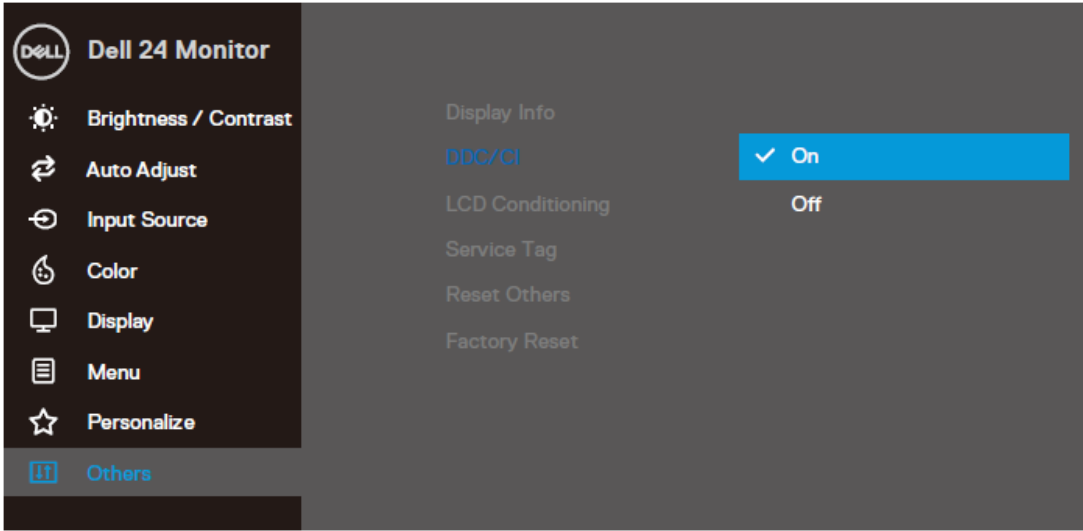 DELL Dell 24 Monitor
Brightness / Contrast
Auto Adjust
Input Source
Color
Display
Menu
Personalize
Others
Display Info
DDC/CI
LCD Conditioning
Service Tag
Reset Others
Factory Reset
On
Off